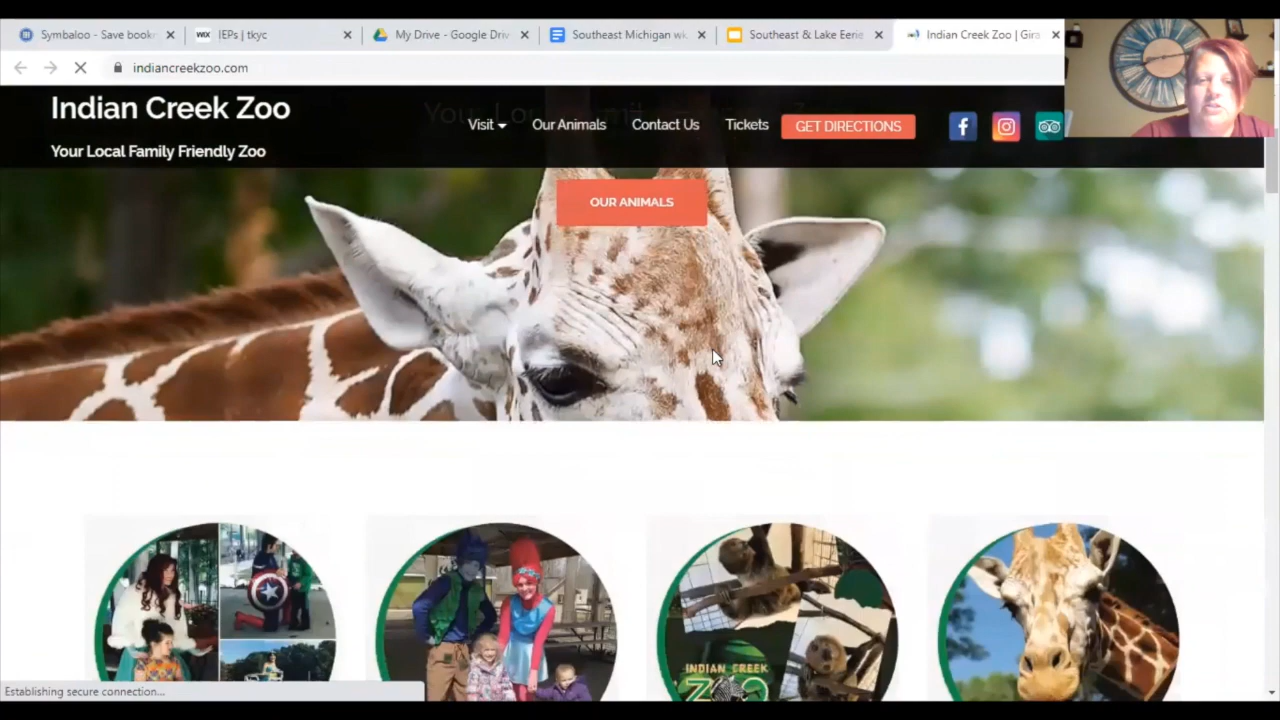 Symbaloo - Save book
IEPs | tkyc
My Drive - Google Driv
Southeast Michigan wk
Southeast & Lake Eerie
Indian Creek Zoo | Gira
indiancreekzoo.com
Indian Creek Zoo
Your Local Family Friendly Zoo
Visit
Our Animals
Contact Us
Tickets
GET DIRECTIONS
OUR ANIMALS
INDIAN CREEK
ZOO
Establishing secure connection...